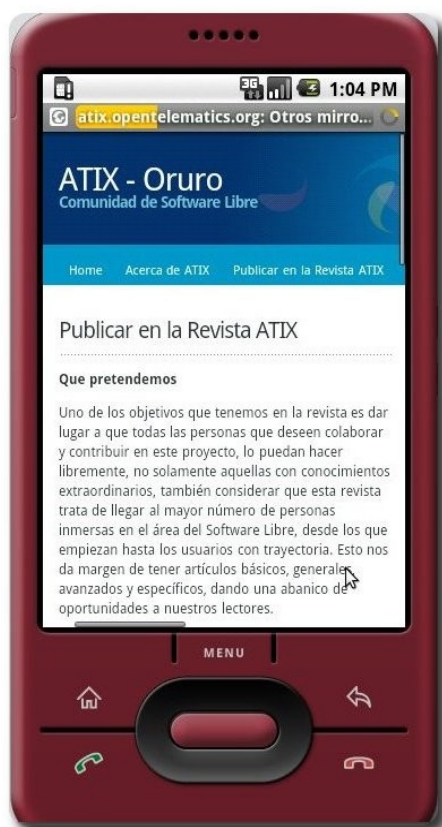 3G
1:04 PM
atix.opentelematics.org: Otros mirro...
ATIX - Oruro
Comunidad de Software Libre
Home Acerca de ATIX Publicar en la Revista ATIX
Publicar en la Revista ATIX
Que pretendemos
Uno de los objetivos que tenemos en la revista es dar
lugar a que todas las personas que deseen colaborar
y contribuir en este proyecto, lo puedan hacer
libremente, no solamente aquellas con conocimientos
extraordinarios, también considerar que esta revista
trata de llegar al mayor número de personas
inmersas en el área del Software Libre, desde los que
empiezan hasta los usuarios con trayectoria. Esto nos
da margen de tener artículos básicos, generales,
avanzados y específicos, dando una abanico de
oportunidades a nuestros lectores.
MENU